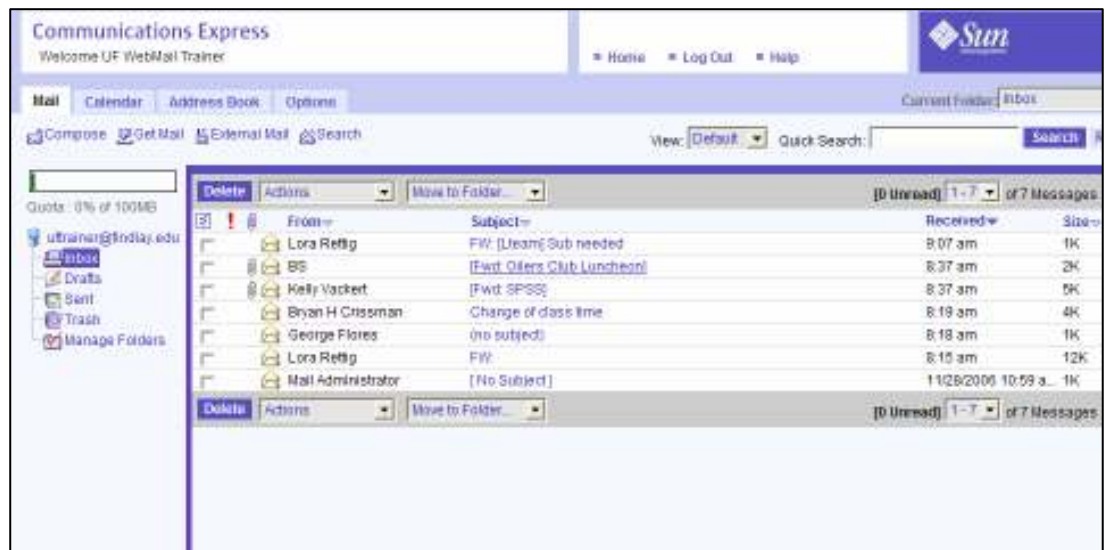 Communications Express
Welcome UF WebMail Trainer
Home Log Out Help
Sun
Mail Calendar Address Book Options
Current Folder: Inbox
Compose Get Mail External Mail Search
View: Default Quick Search: Search
Quota: 0% of 100MB
uftrainer@findlay.edu
Inbox
Drafts
Sent
Trash
Manage Folders
Delete Actions Move to Folder... [0 Unread] 1-7 of 7 Messages
! From Subject Received Size
Lora Rettig FW: [Lteam] Sub needed 9:07 am 1K
BS [Fwd: Oilers Club Luncheon] 8:37 am 2K
Kelly Vackert [Fwd: SPSS] 8:37 am 5K
Bryan H Crissman Change of class time 8:19 am 4K
George Flores (no subject) 8:18 am 1K
Lora Rettig FW: 8:15 am 12K
Mail Administrator [No Subject] 11/28/2006 10:59 a... 1K
Delete Actions Move to Folder... [0 Unread] 1-7 of 7 Messages